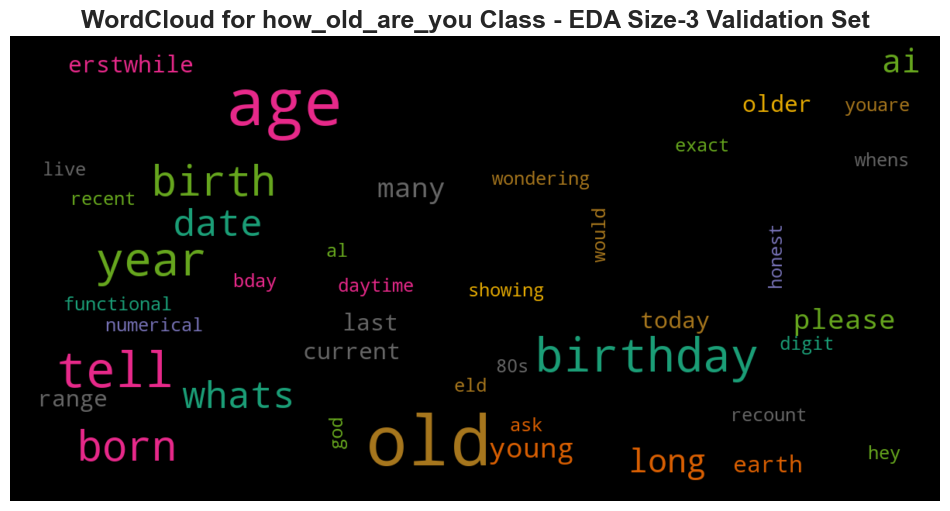 WordCloud for how_old_are_you Class - EDA Size-3 Validation Set
erstwhile
ai
age
older
youare
exact
live
whens
birth
many
wondering
recent
date
would
honest
year
al
bday
daytime
showing
functional
numerical
last
today
please
current
birthday
digit
tell
80s
whats
eld
range
old
god
ask
recount
born
young
long
earth
hey